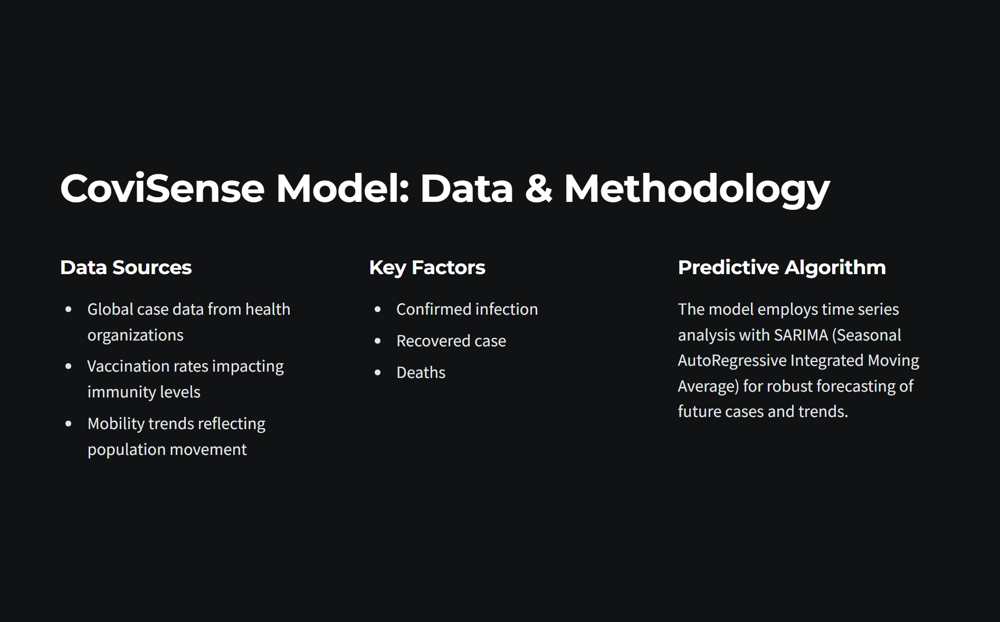 CoviSense Model: Data & Methodology
Data Sources
Global case data from health
organizations
Vaccination rates impacting
immunity levels
Mobility trends reflecting
population movement
Key Factors
Confirmed infection
Recovered case
Deaths
Predictive Algorithm
The model employs time series
analysis with SARIMA (Seasonal
AutoRegressive Integrated Moving
Average) for robust forecasting of
future cases and trends.